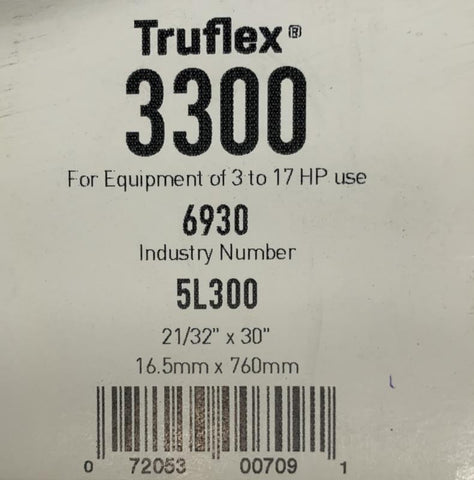 Truflex®
3300
For Equipment of 3 to 17 HP use
6930
Industry Number
5L300
21/32" x 30"
16.5mm x 760mm
0 72053 00709 1